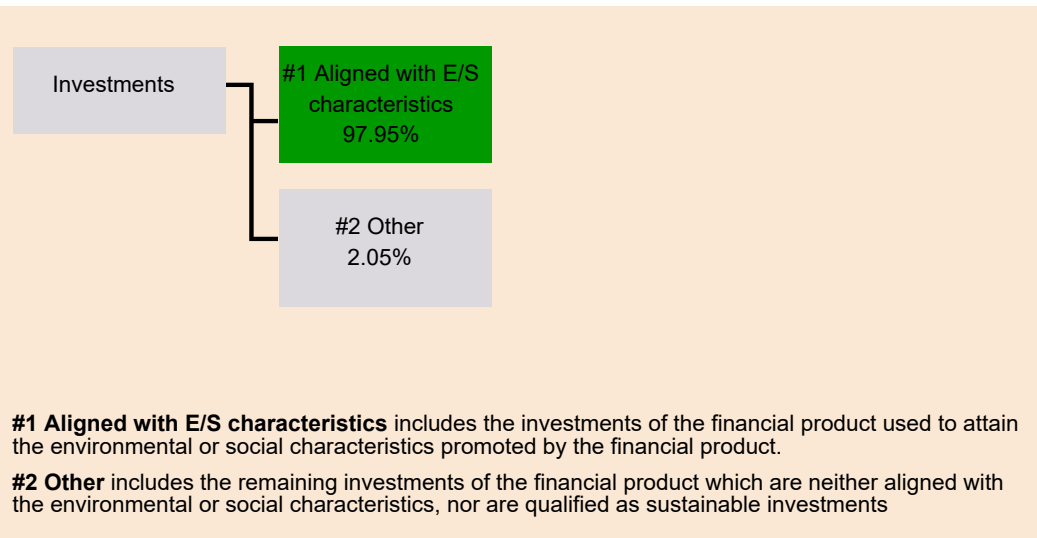 Investments
#1 Aligned with E/S
characteristics
97.95%
#2 Other
2.05%
#1 Aligned with E/S characteristics includes the investments of the financial product used to attain
the environmental or social characteristics promoted by the financial product.
#2 Other includes the remaining investments of the financial product which are neither aligned with
the environmental or social characteristics, nor are qualified as sustainable investments